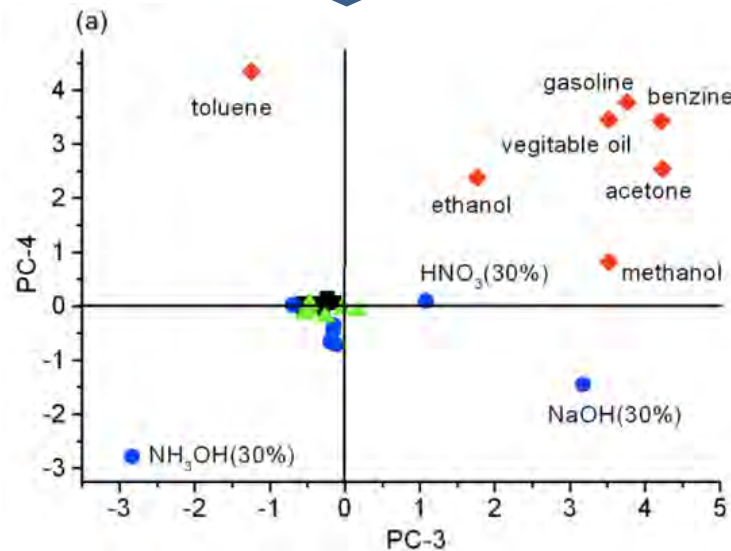 (a)
4
3
2
1
0
-1
-2
-3
PC-4
toluene
gasoline
benzine
vegitable oil
acetone
ethanol
HNO₃(30%)
methanol
NaOH(30%)
NH₃OH(30%)
-3 -2 -1 0 1 2 3 4 5
PC-3